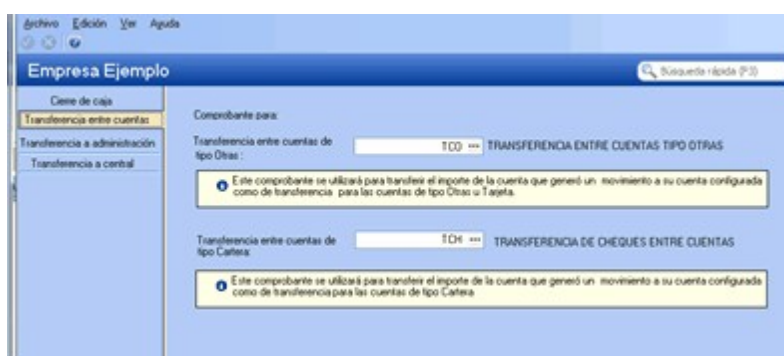 Archivo Edición Ver Ayuda
Empresa Ejemplo
Búsqueda rápida (F3)
Cierre de caja
Transferencia entre cuentas
Transferencia a administración
Transferencia a central
Comprobante para:
Transferencia entre cuentas de
tipo Otras :
TCO ... TRANSFERENCIA ENTRE CUENTAS TIPO OTRAS
Este comprobante se utilizará para transferir el importe de la cuenta que generó un movimiento a su cuenta configurada
como de transferencia para las cuentas de tipo Otras u Tarjeta.
Transferencia entre cuentas de
tipo Cartera:
TCH ... TRANSFERENCIA DE CHEQUES ENTRE CUENTAS
Este comprobante se utilizará para transferir el importe de la cuenta que generó un movimiento a su cuenta configurada
como de transferencia para las cuentas de tipo Cartera